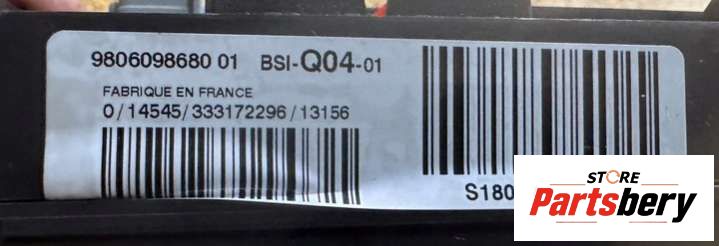 9806098680 01 BSI-Q04-01
FABRIQUE EN FRANCE
0/14545/333172296/13156
S180
STORE
Partsbery